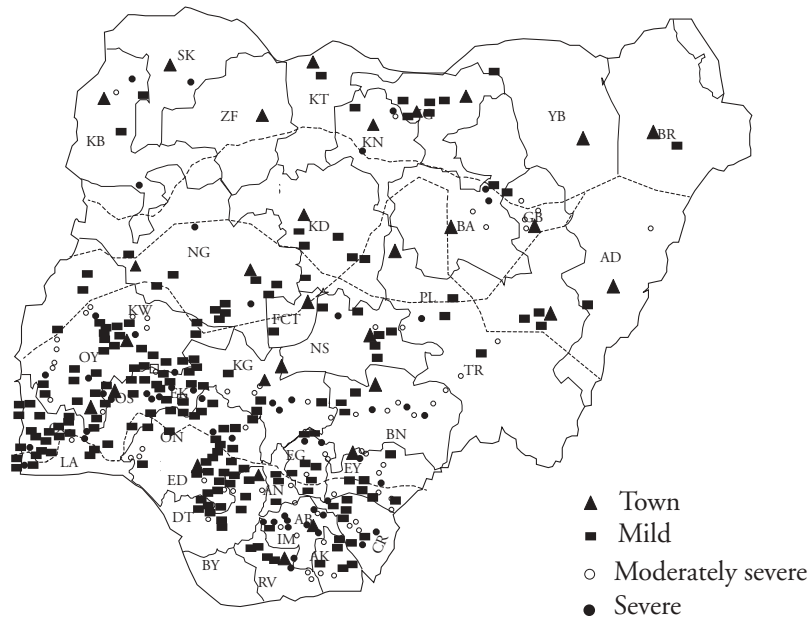 SK
KT
ZF
YB
BR
KB
KN
KD
BA
GB
NG
AD
PL
KW
FCT
OY
NS
KG
TR
OS
EK
ON
BN
LA
EG
EY
ED
AN
DT
AB
IM
CR
AK
BY
RV
Town
Mild
Moderately severe
Severe